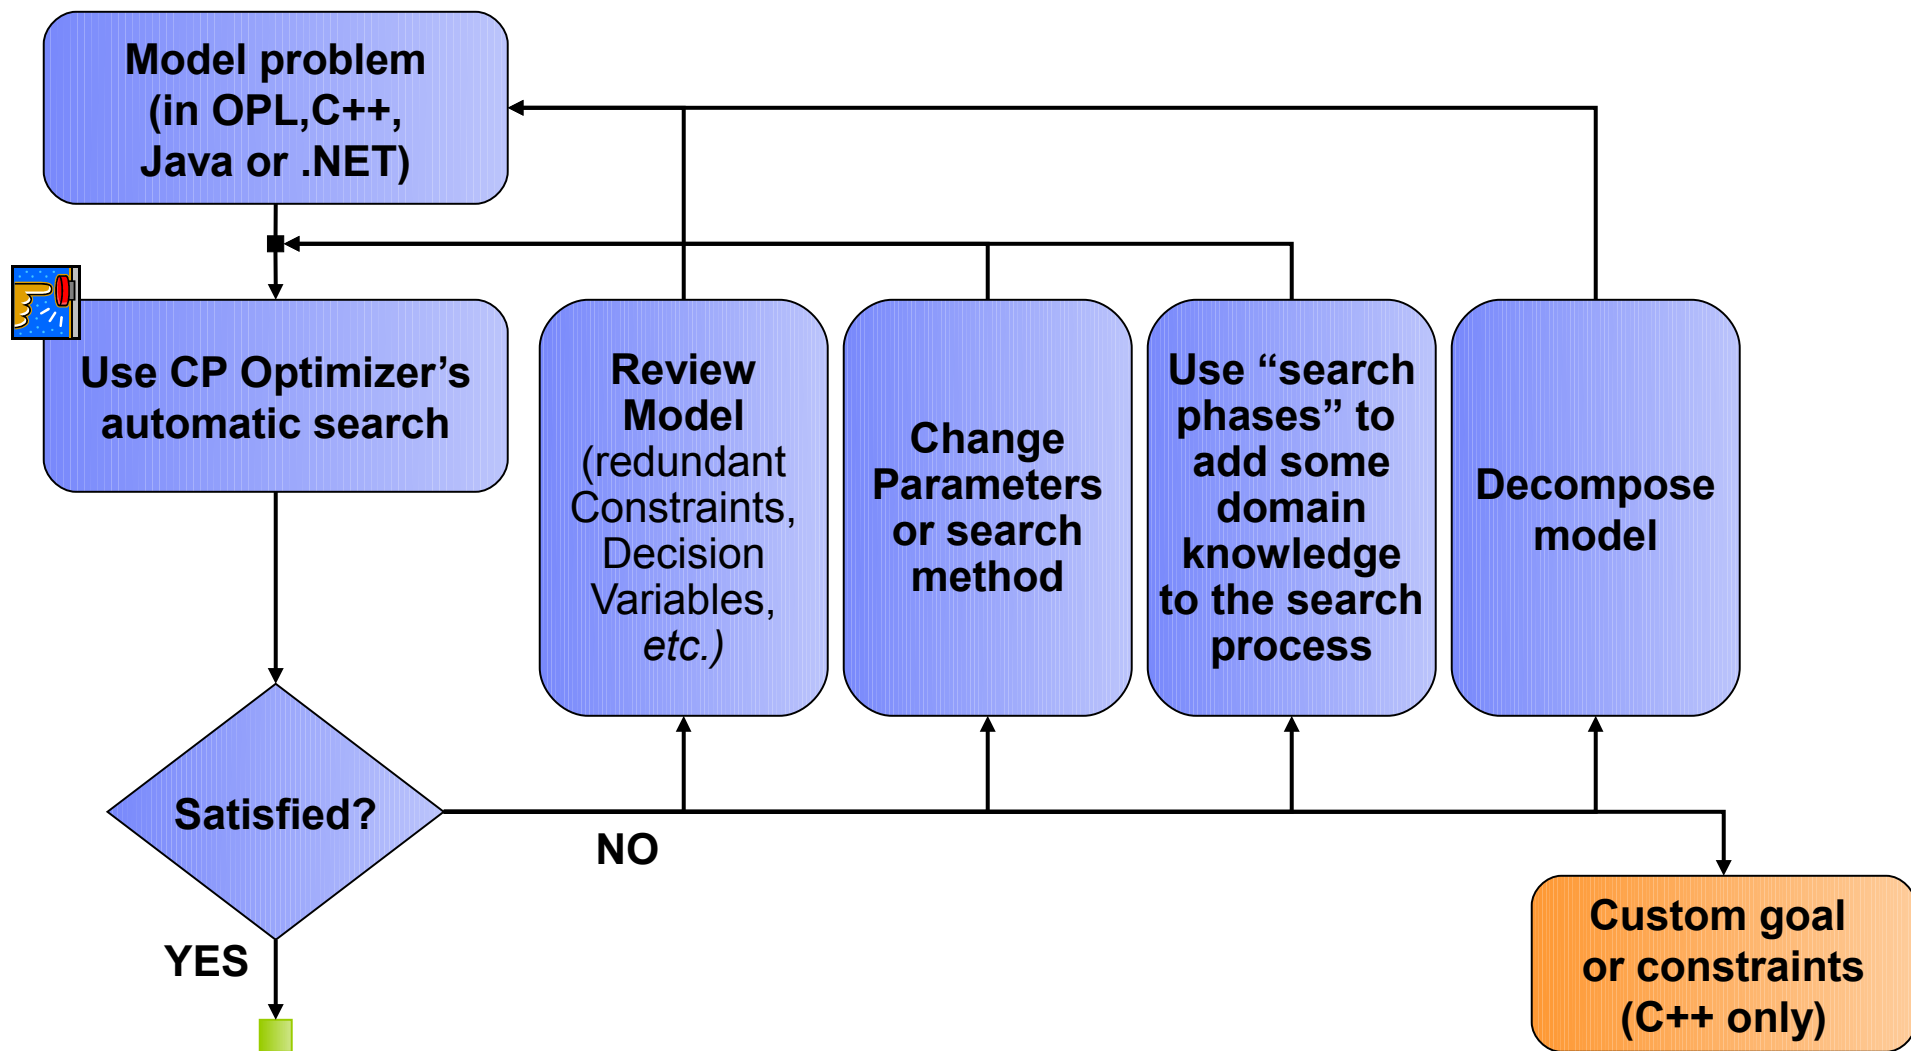 Model problem
(in OPL,C++,
Java or .NET)
Use CP Optimizer’s
automatic search
Review
Model
(redundant
Constraints,
Decision
Variables,
etc.)
Change
Parameters
or search
method
Use “search
phases” to
add some
domain
knowledge
to the search
process
Decompose
model
Satisfied?
NO
YES
Custom goal
or constraints
(C++ only)